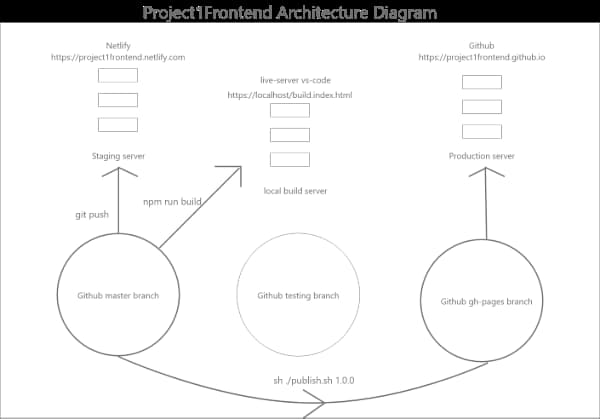 Project1Frontend Architecture Diagram
Netlify
https://project1frontend.netlify.com
Github
https://project1frontend.github.io
live-server vs-code
https://localhost/build.index.html
Staging server
Production server
local build server
npm run build
git push
Github master branch
Github testing branch
Github gh-pages branch
sh ./publish.sh 1.0.0